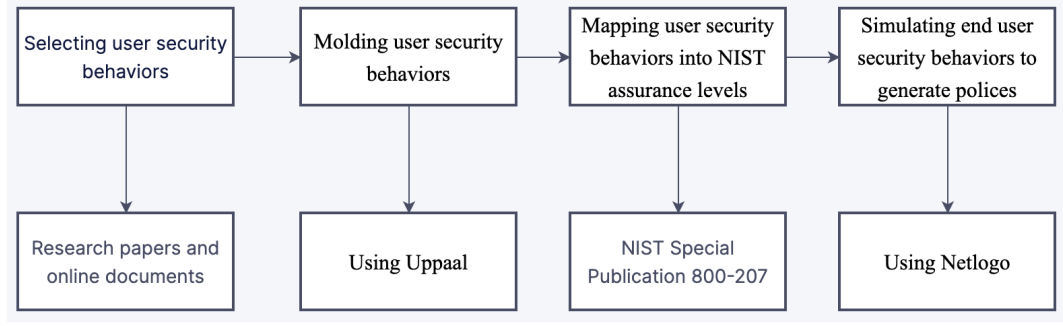 Selecting user security
behaviors
Molding user security
behaviors
Mapping user security
behaviors into NIST
assurance levels
Simulating end user
security behaviors to
generate polices
Research papers and
online documents
Using Uppaal
NIST Special
Publication 800-207
Using Netlogo